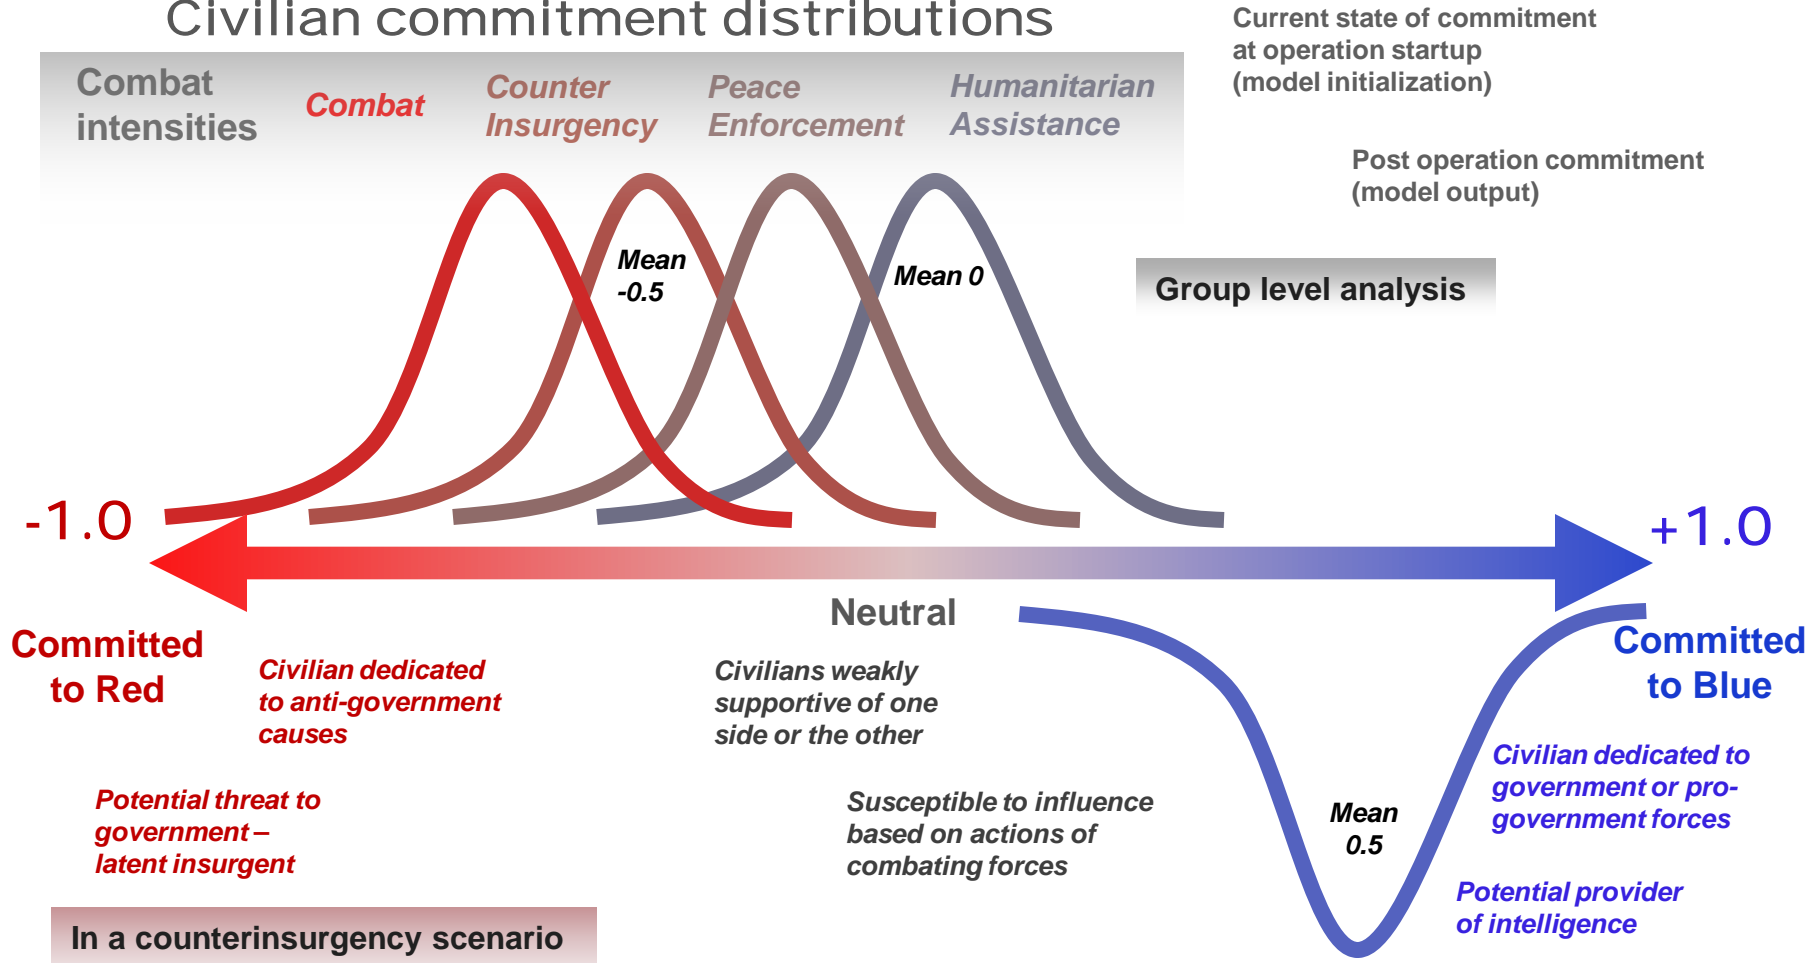 Civilian commitment distributions
Current state of commitment
at operation startup
(model initialization)
Combat
intensities
Combat
Counter
Insurgency
Peace
Enforcement
Humanitarian
Assistance
Post operation commitment
(model output)
Mean
-0.5
Mean 0
Group level analysis
-1.0
+1.0
Neutral
Committed
to Red
Committed
to Blue
Civilian dedicated
to anti-government
causes
Civilians weakly
supportive of one
side or the other
Civilian dedicated to
government or pro-
government forces
Potential threat to
government –
latent insurgent
Susceptible to influence
based on actions of
combating forces
Mean
0.5
Potential provider
of intelligence
In a counterinsurgency scenario